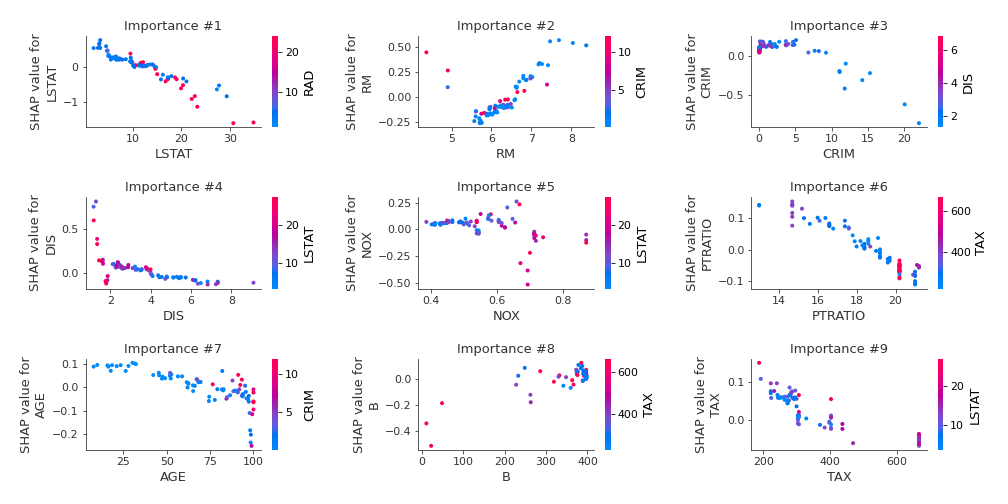 Importance #1
SHAP value for
LSTAT
0
−1
10
20
30
LSTAT
20
10
RAD
Importance #2
SHAP value for
RM
0.50
0.25
0.00
−0.25
5
6
7
8
RM
10
5
CRIM
Importance #3
SHAP value for
CRIM
0.0
−0.5
0
5
10
15
20
CRIM
6
4
2
DIS
Importance #4
SHAP value for
DIS
0.5
0.0
2
4
6
8
DIS
20
10
LSTAT
Importance #5
SHAP value for
NOX
0.25
0.00
−0.25
−0.50
0.4
0.6
0.8
NOX
20
10
LSTAT
Importance #6
SHAP value for
PTRATIO
0.1
0.0
−0.1
14
16
18
20
PTRATIO
600
400
TAX
Importance #7
SHAP value for
AGE
0.1
0.0
−0.1
−0.2
25
50
75
100
AGE
10
5
CRIM
Importance #8
SHAP value for
B
0.0
−0.2
−0.4
0
100
200
300
400
B
600
400
TAX
Importance #9
SHAP value for
TAX
0.1
0.0
200
400
600
TAX
20
10
LSTAT